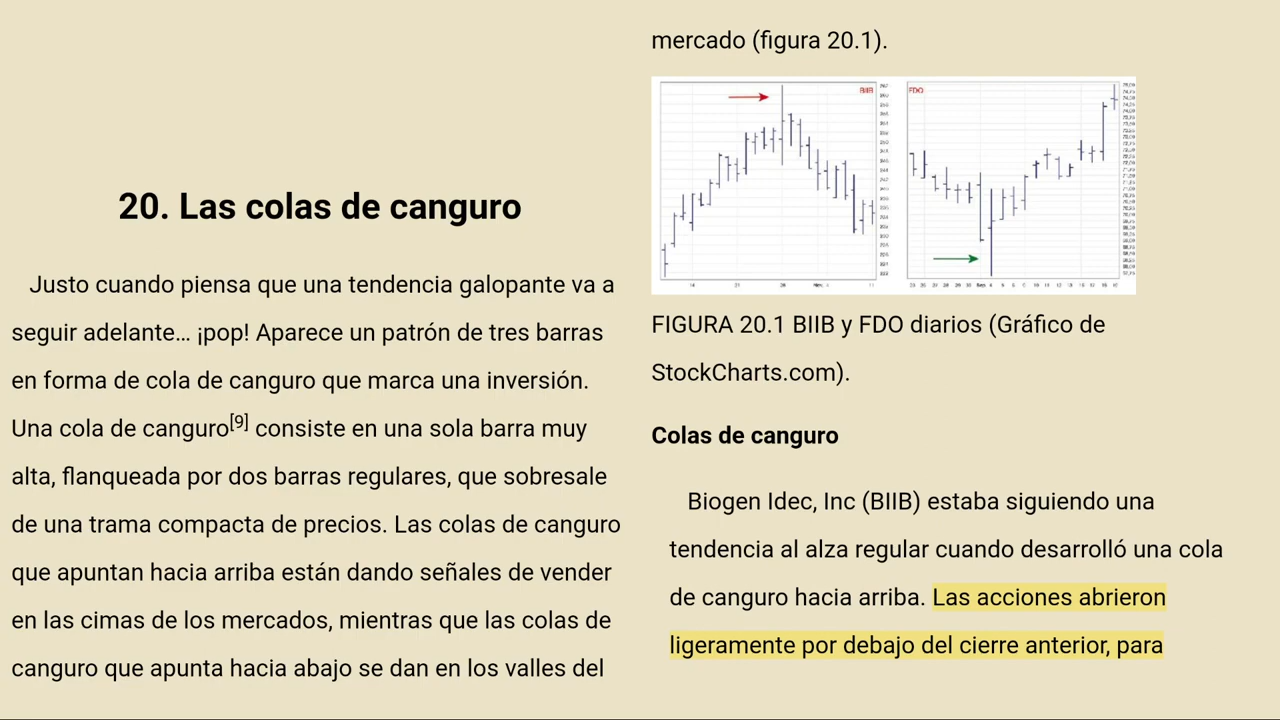 20. Las colas de canguro
Justo cuando piensa que una tendencia galopante va a
seguir adelante… ¡pop! Aparece un patrón de tres barras
en forma de cola de canguro que marca una inversión.
Una cola de canguro[9] consiste en una sola barra muy
alta, flanqueada por dos barras regulares, que sobresale
de una trama compacta de precios. Las colas de canguro
que apuntan hacia arriba están dando señales de vender
en las cimas de los mercados, mientras que las colas de
canguro que apunta hacia abajo se dan en los valles del
mercado (figura 20.1).
BIIB
FDO
FIGURA 20.1 BIIB y FDO diarios (Gráfico de
StockCharts.com).
Colas de canguro
Biogen Idec, Inc (BIIB) estaba siguiendo una
tendencia al alza regular cuando desarrolló una cola
de canguro hacia arriba. Las acciones abrieron
ligeramente por debajo del cierre anterior, para